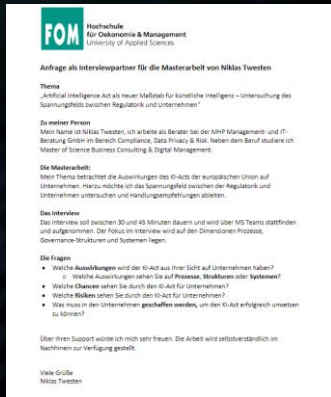 FOM
Hochschule
für Oekonomie & Management
University of Applied Sciences
Anfrage als Interviewpartner für die Masterarbeit von Niklas Twesten
Thema
„Artificial Intelligence Act als neuer Maßstab für künstliche Intelligenz – Untersuchung des
Spannungsfelds zwischen Regulatorik und Unternehmen"
Zu meiner Person
Mein Name ist Niklas Twesten, ich arbeite als Berater bei der MHP Management- und IT-
Beratung GmbH im Bereich Compliance, Data Privacy & Risk. Neben dem Beruf studiere ich
Master of Science Business Consulting & Digital Management.
Die Masterarbeit:
Mein Thema betrachtet die Auswirkungen des KI-Acts der europäischen Union auf
Unternehmen. Hierzu möchte ich das Spannungsfeld zwischen der Regulatorik und
Unternehmen untersuchen und Handlungsempfehlungen ableiten.
Das Interview
Das Interview soll zwischen 30 und 45 Minuten dauern und wird über MS Teams stattfinden
und aufgenommen. Der Fokus im Interview wird auf den Dimensionen Prozesse,
Governance-Strukturen und Systemen liegen.
Die Fragen
• Welche Auswirkungen wird der KI-Act aus Ihrer Sicht auf Unternehmen haben?
o Welche Auswirkungen sehen Sie auf Prozesse, Strukturen oder Systemen?
• Welche Chancen sehen Sie durch den KI-Act für Unternehmen?
• Welche Risiken sehen Sie durch den KI-Act für Unternehmen?
• Was muss in den Unternehmen geschaffen werden, um den KI-Act erfolgreich umsetzen
zu können?
Über Ihren Support würde ich mich sehr freuen. Die Arbeit wird selbstverständlich im
Nachhinein zur Verfügung gestellt.
Viele Grüße
Niklas Twesten